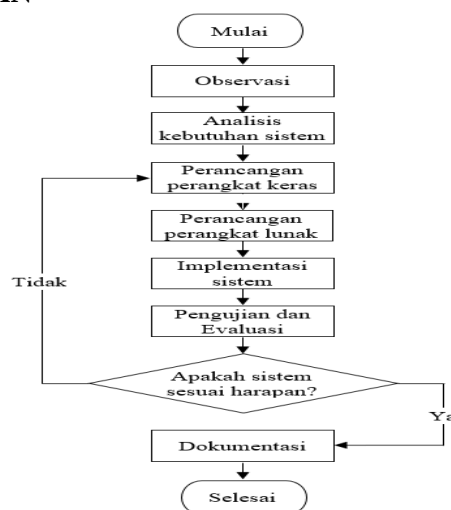 Mulai
Observasi
Analisis
kebutuhan sistem
Perancangan
perangkat keras
Perancangan
perangkat lunak
Implementasi
sistem
Pengujian dan
Evaluasi
Tidak
Apakah sistem
sesuai harapan?
Ya
Dokumentasi
Selesai